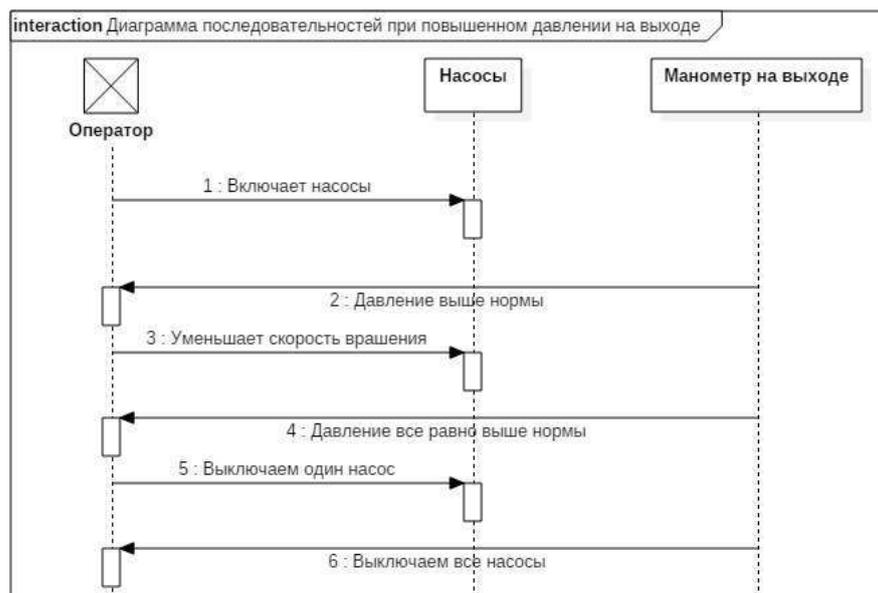 interaction Диаграмма последовательностей при повышенном давлении на выходе
Насосы
Манометр на выходе
Оператор
1 : Включает насосы
2 : Давление выше нормы
3 : Уменьшает скорость врашения
4 : Давление все равно выше нормы
5 : Выключаем один насос
6 : Выключаем все насосы